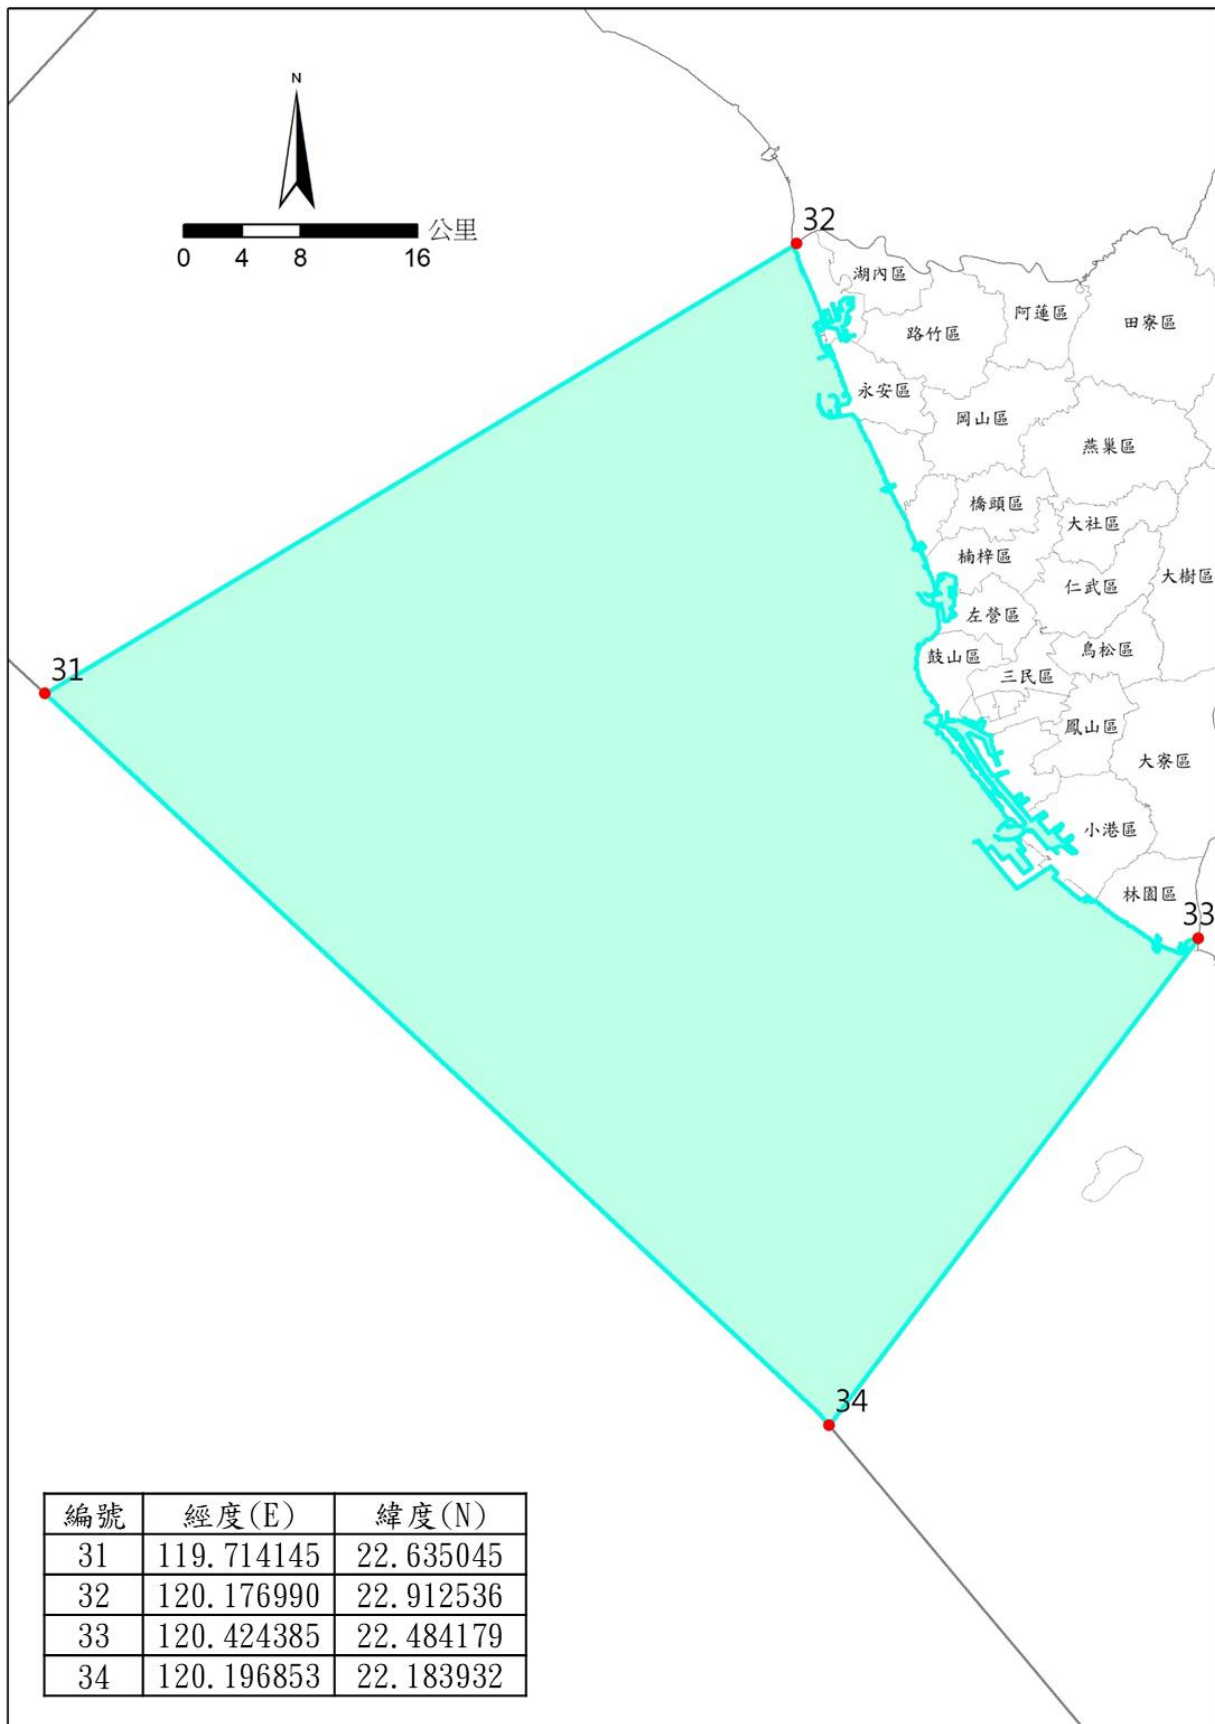 N
公里
0 4 8 16
32
湖內區
阿蓮區
田寮區
路竹區
永安區
岡山區
燕巢區
橋頭區
大社區
楠梓區
大樹區
仁武區
左營區
鳥松區
鼓山區
31
三民區
鳳山區
大寮區
小港區
林園區
33
34
編號 經度(E) 緯度(N)
31 119.714145 22.635045
32 120.176990 22.912536
33 120.424385 22.484179
34 120.196853 22.183932